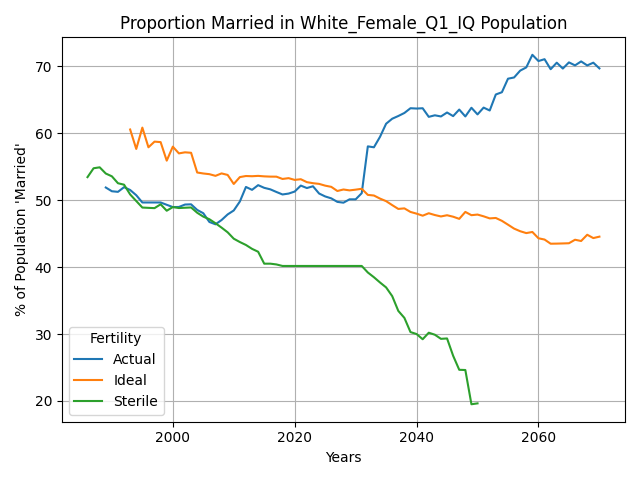 Proportion Married in White_Female_Q1_IQ Population
% of Population 'Married'
70
60
50
40
30
20
Fertility
Actual
Ideal
Sterile
2000 2020 2040 2060
Years